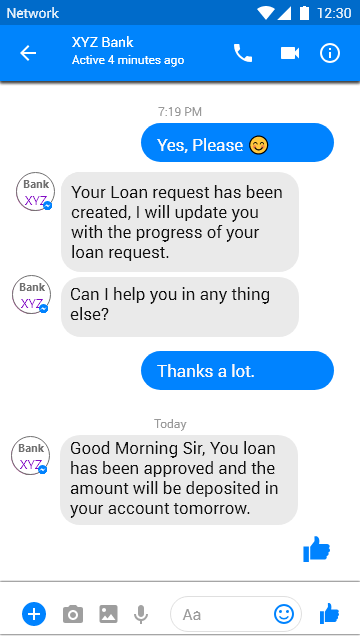 Network 12:30
XYZ Bank
Active 4 minutes ago
7:19 PM
Yes, Please 😊
Bank
XYZ
Your Loan request has been
created, I will update you
with the progress of your
loan request.
Bank
XYZ
Can I help you in any thing
else?
Thanks a lot.
Today
Bank
XYZ
Good Morning Sir, You loan
has been approved and the
amount will be deposited in
your account tomorrow.
Aa